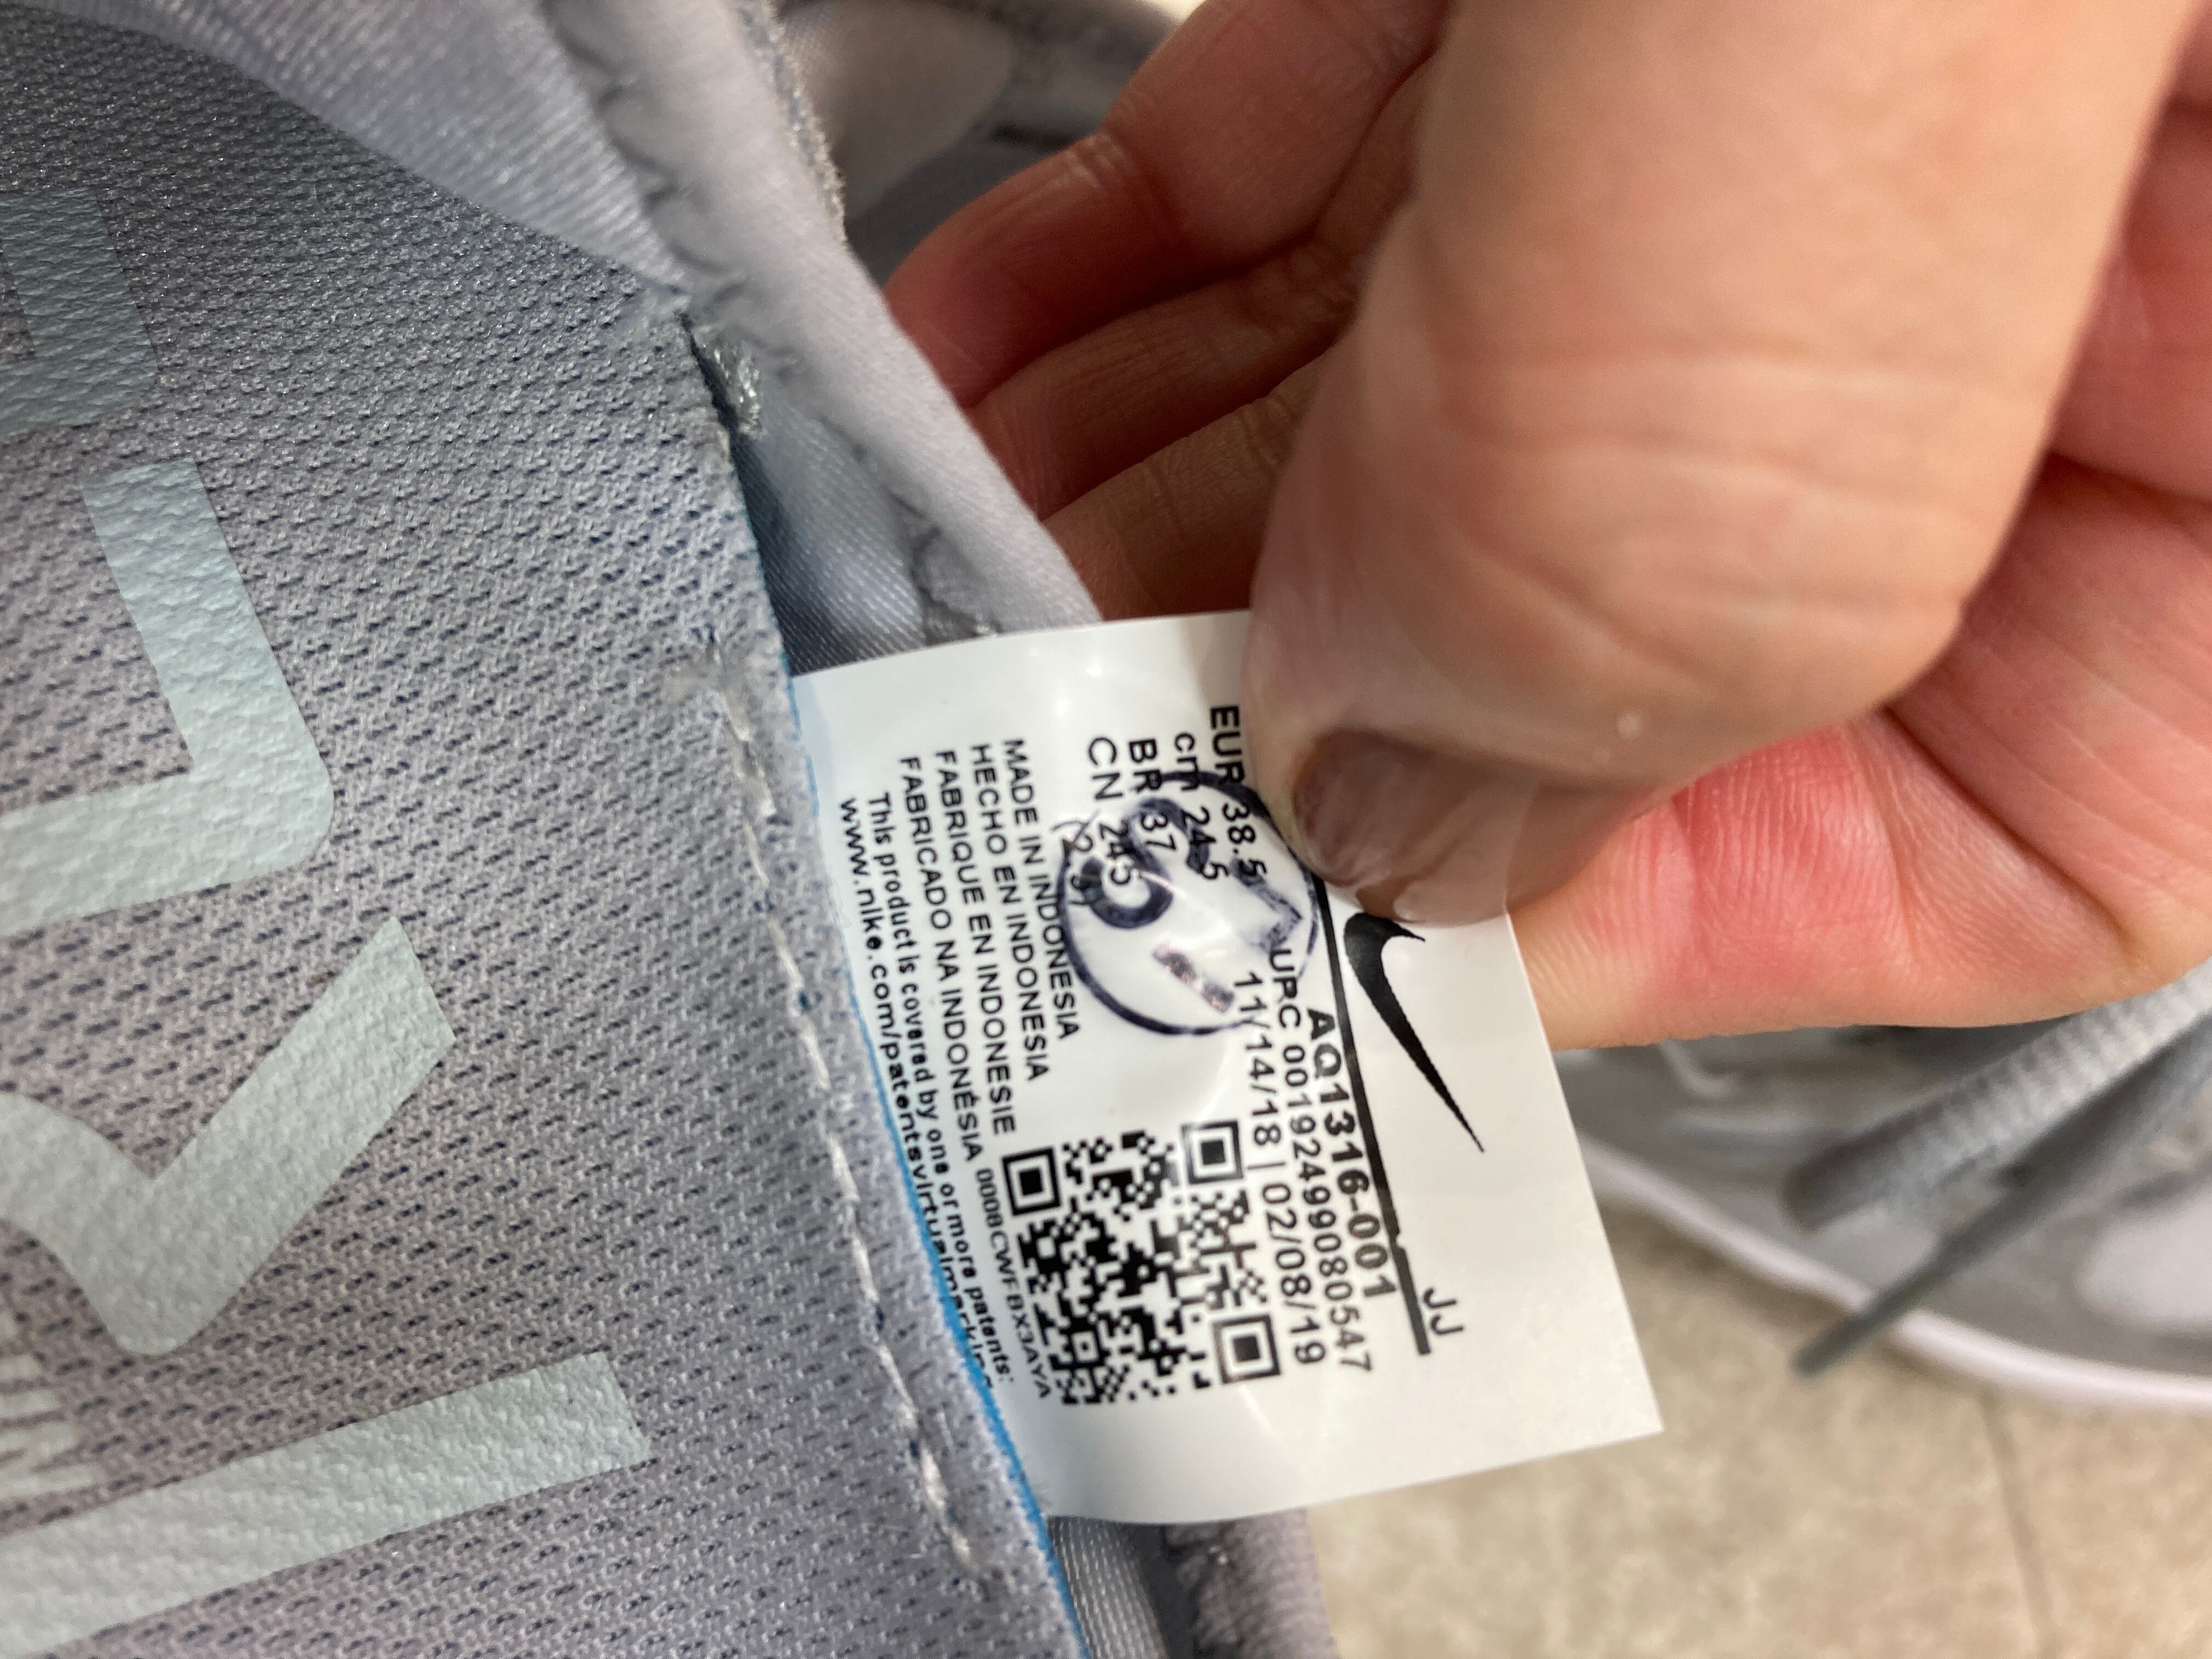 JJ
AQ1316-001
UPC 00192499080547
11/14/18 | 02/08/19
EUR 38.5
cm 24.5
BR 37
CN 245
MADE IN INDONESIA
HECHO EN INDONESIA
FABRIQUE EN INDONESIE
FABRICADO NA INDONÉSIA
This product is covered by one or more patents:
www.nike.com/patentsvirtualmarking